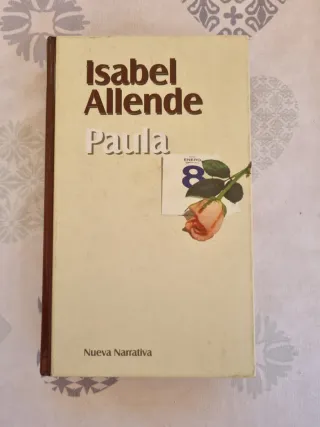 Isabel
Allende
Paula
8
Nueva Narrativa